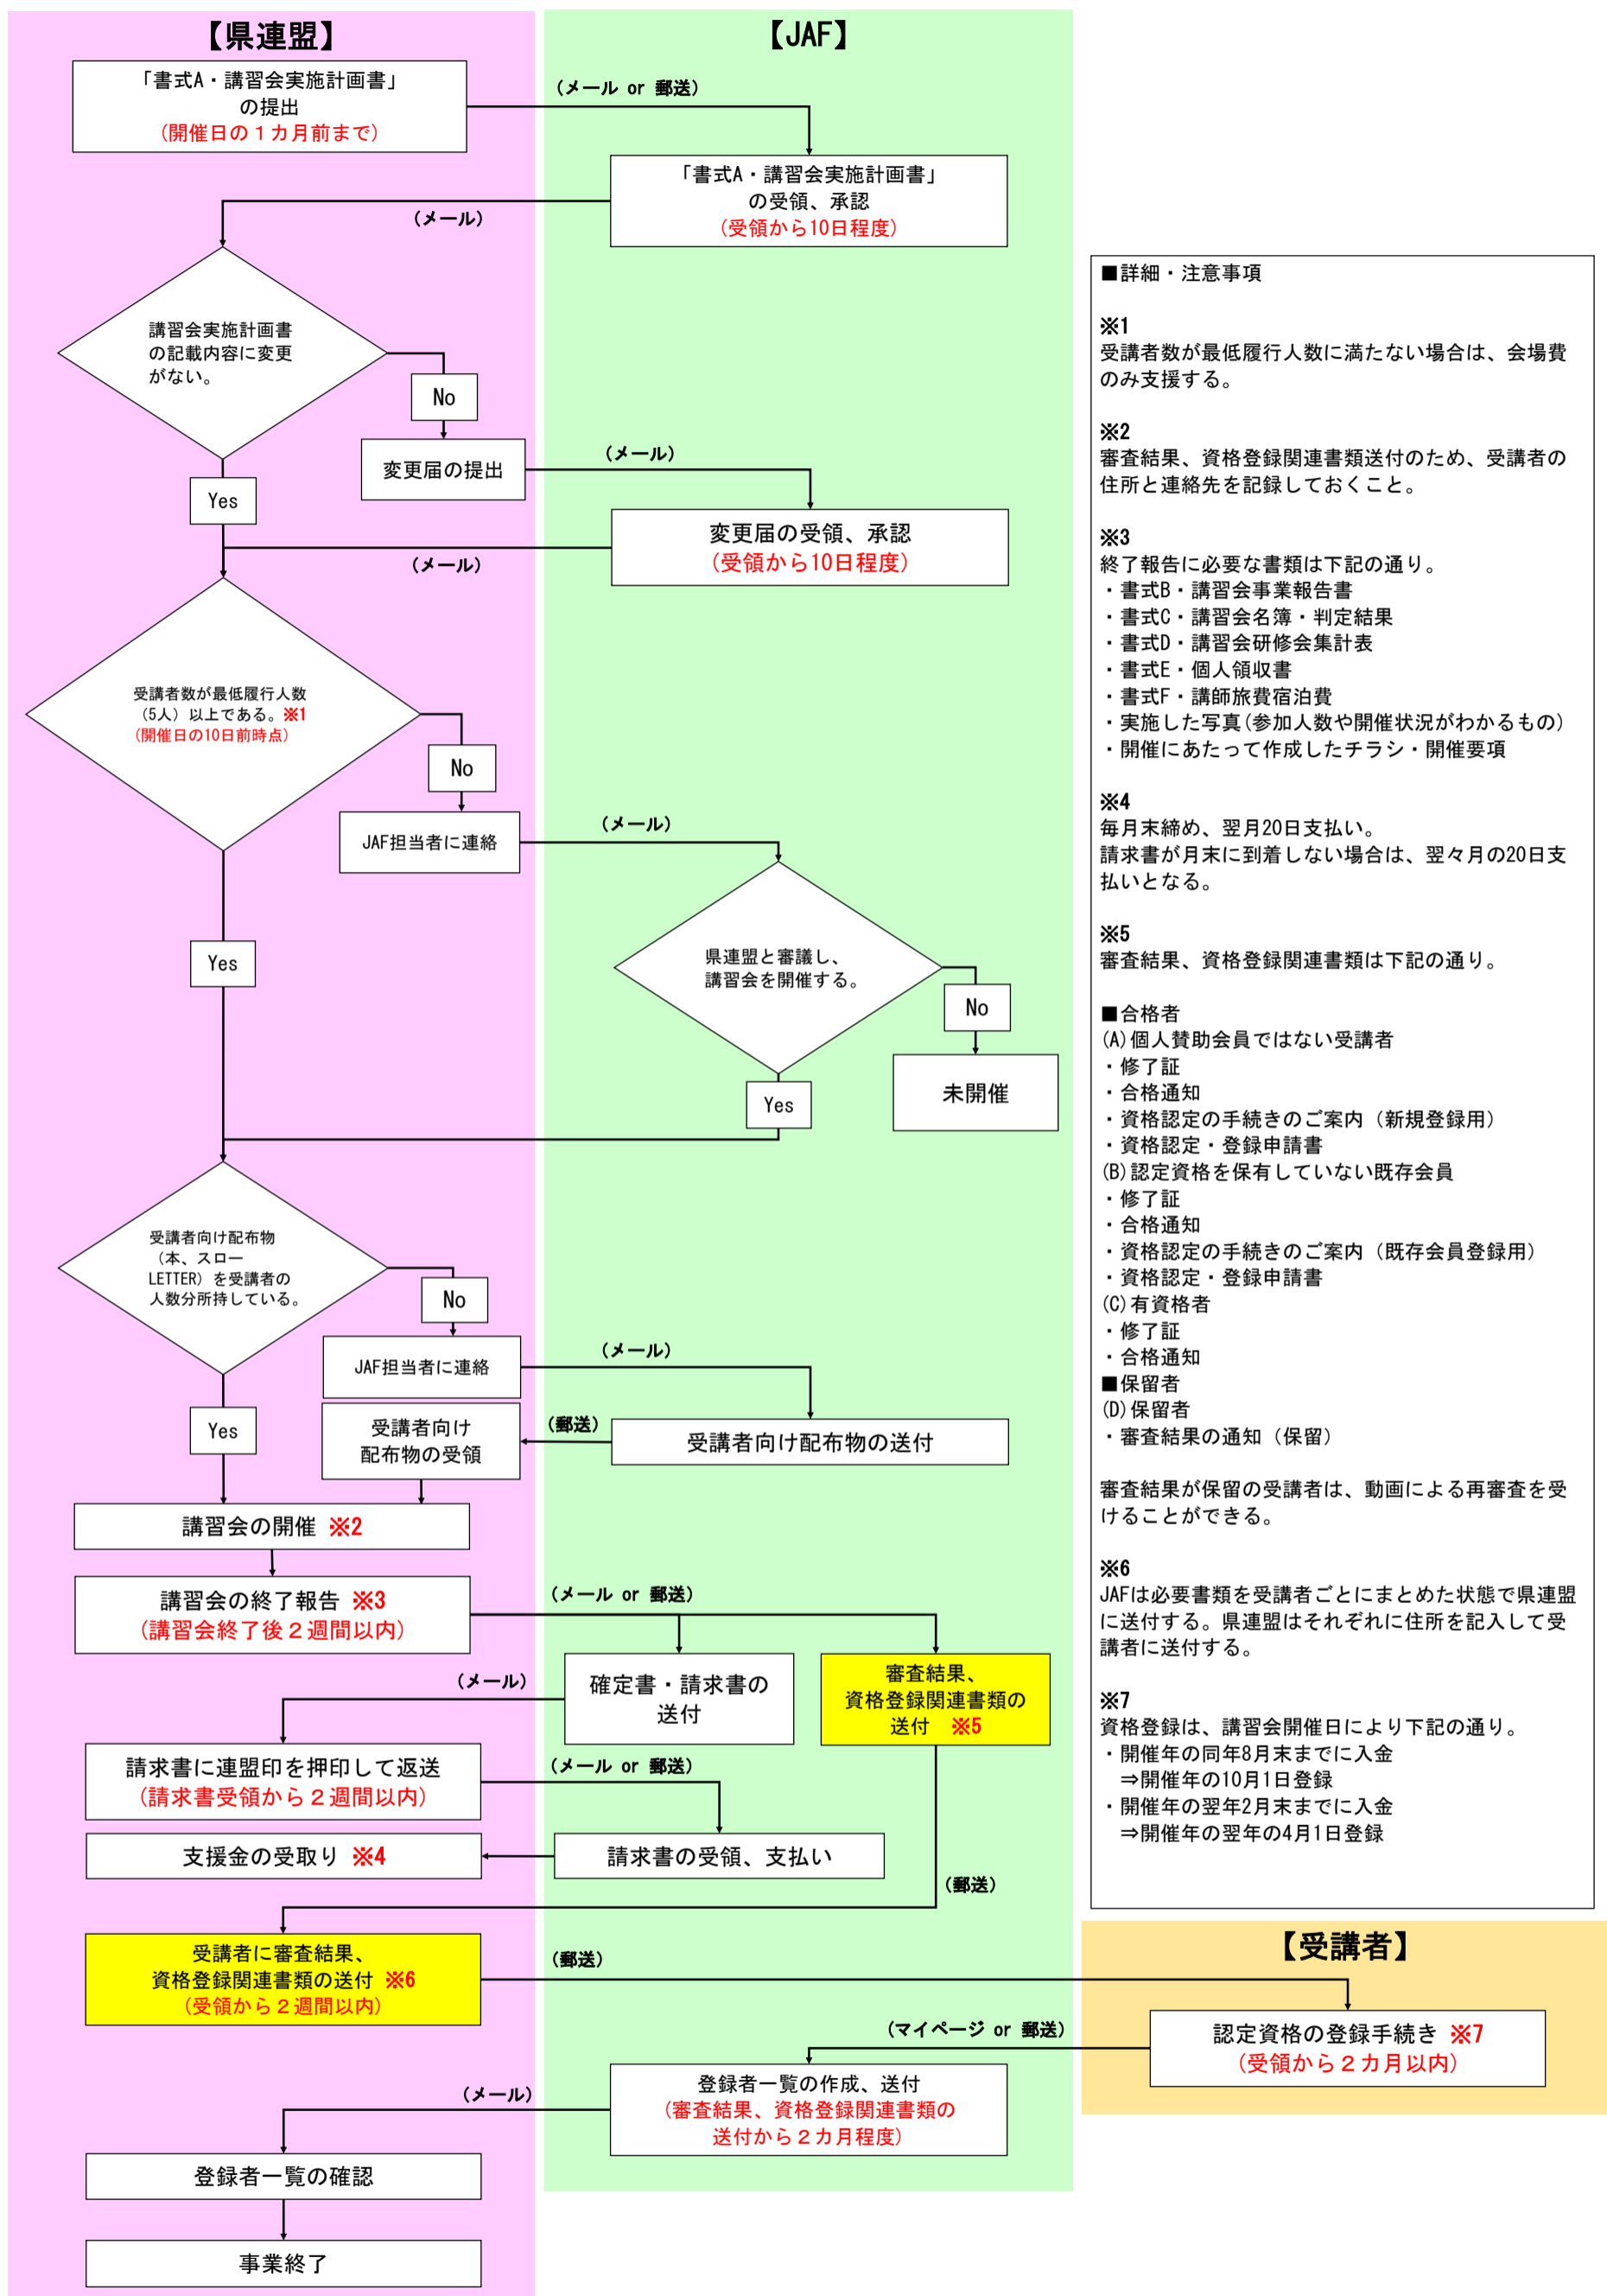 【県連盟】
【JAF】
「書式A・講習会実施計画書」
の提出
（開催日の１カ月前まで）
（メール or 郵送）
「書式A・講習会実施計画書」
の受領、承認
（受領から10日程度）
（メール）
講習会実施計画書
の記載内容に変更
がない。
No
変更届の提出
（メール）
Yes
変更届の受領、承認
（受領から10日程度）
（メール）
受講者数が最低履行人数
（5人）以上である。※1
（開催日の10日前時点）
No
JAF担当者に連絡
（メール）
Yes
県連盟と審議し、
講習会を開催する。
No
未開催
Yes
受講者向け配布物
（本、スロー
LETTER）を受講者の
人数分所持している。
No
JAF担当者に連絡
（メール）
Yes
受講者向け
配布物の受領
（郵送）
受講者向け配布物の送付
講習会の開催 ※2
講習会の終了報告 ※3
（講習会終了後２週間以内）
（メール or 郵送）
確定書・請求書の
送付
審査結果、
資格登録関連書類の
送付 ※5
（メール）
請求書に連盟印を押印して返送
（請求書受領から２週間以内）
（メール or 郵送）
支援金の受取り ※4
請求書の受領、支払い
（郵送）
受講者に審査結果、
資格登録関連書類の送付 ※6
（受領から２週間以内）
（郵送）
【受講者】
認定資格の登録手続き ※7
（受領から２カ月以内）
（マイページ or 郵送）
登録者一覧の作成、送付
（審査結果、資格登録関連書類の
送付から２カ月程度）
（メール）
登録者一覧の確認
事業終了
■詳細・注意事項
※1
受講者数が最低履行人数に満たない場合は、会場費
のみ支援する。
※2
審査結果、資格登録関連書類送付のため、受講者の
住所と連絡先を記録しておくこと。
※3
終了報告に必要な書類は下記の通り。
・書式B・講習会事業報告書
・書式C・講習会名簿・判定結果
・書式D・講習会研修会集計表
・書式E・個人領収書
・書式F・講師旅費宿泊費
・実施した写真(参加人数や開催状況がわかるもの)
・開催にあたって作成したチラシ・開催要項
※4
毎月末締め、翌月20日支払い。
請求書が月末に到着しない場合は、翌々月の20日支
払いとなる。
※5
審査結果、資格登録関連書類は下記の通り。
■合格者
(A)個人賛助会員ではない受講者
・修了証
・合格通知
・資格認定の手続きのご案内（新規登録用）
・資格認定・登録申請書
(B)認定資格を保有していない既存会員
・修了証
・合格通知
・資格認定の手続きのご案内（既存会員登録用）
・資格認定・登録申請書
(C)有資格者
・修了証
・合格通知
■保留者
(D)保留者
・審査結果の通知（保留）
審査結果が保留の受講者は、動画による再審査を受
けることができる。
※6
JAFは必要書類を受講者ごとにまとめた状態で県連盟
に送付する。県連盟はそれぞれに住所を記入して受
講者に送付する。
※7
資格登録は、講習会開催日により下記の通り。
・開催年の同年8月末までに入金
⇒開催年の10月1日登録
・開催年の翌年2月末までに入金
⇒開催年の翌年の4月1日登録